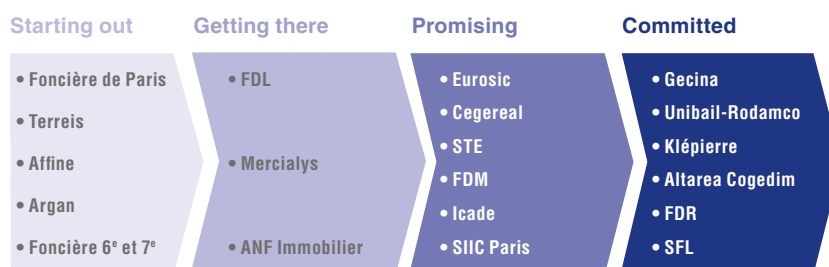 Starting out
• Foncière de Paris
• Terreis
• Affine
• Argan
• Foncière 6e et 7e
Getting there
• FDL
• Mercialys
• ANF Immobilier
Promising
• Eurosic
• Cegereal
• STE
• FDM
• Icade
• SIIC Paris
Committed
• Gecina
• Unibail-Rodamco
• Klépierre
• Altarea Cogedim
• FDR
• SFL